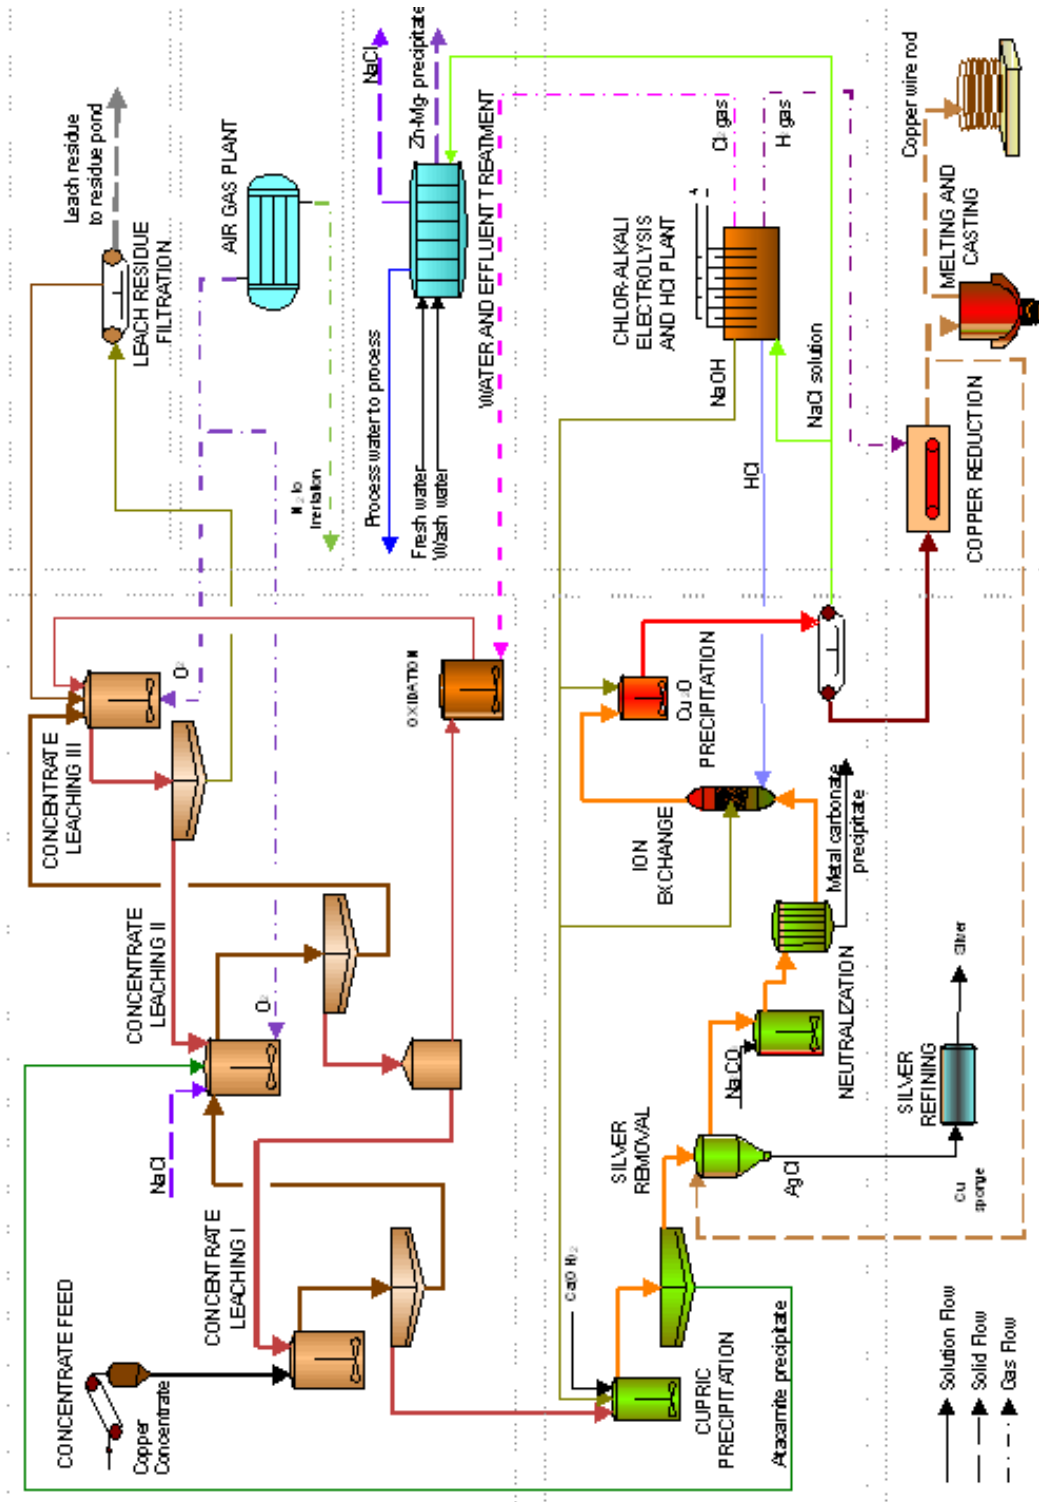 CONCENTRATE FEED
Copper
Concentrate
CONCENTRATE
LEACHING I
NaCl
CONCENTRATE
LEACHING II
O₂
CONCENTRATE
LEACHING III
O₂
OXIDATION
LEACH RESIDUE
FILTRATION
Leach residue
to residue pond
AIR GAS PLANT
N₂ to
inertation
NaCl
Zn-Mg- precipitate
Process water to process
Fresh water
Wash water
WATER AND EFFLUENT TREATMENT
Ca(OH)₂
CUPRIC
PRECIPITATION
Atacamite precipitate
SILVER
REMOVAL
AgCl
NaCO₃
NEUTRALIZATION
Metal carbonate
precipitate
ION
EXCHANGE
Cu₂O
PRECIPITATION
HCl
NaOH
NaCl solution
CHLOR-ALKALI
ELECTROLYSIS
AND HCl PLANT
Cl₂ gas
H₂ gas
Cu
sponge
SILVER
REFINING
Silver
COPPER REDUCTION
MELTING AND
CASTING
Copper wire rod
Solution Flow
Solid Flow
Gas Flow